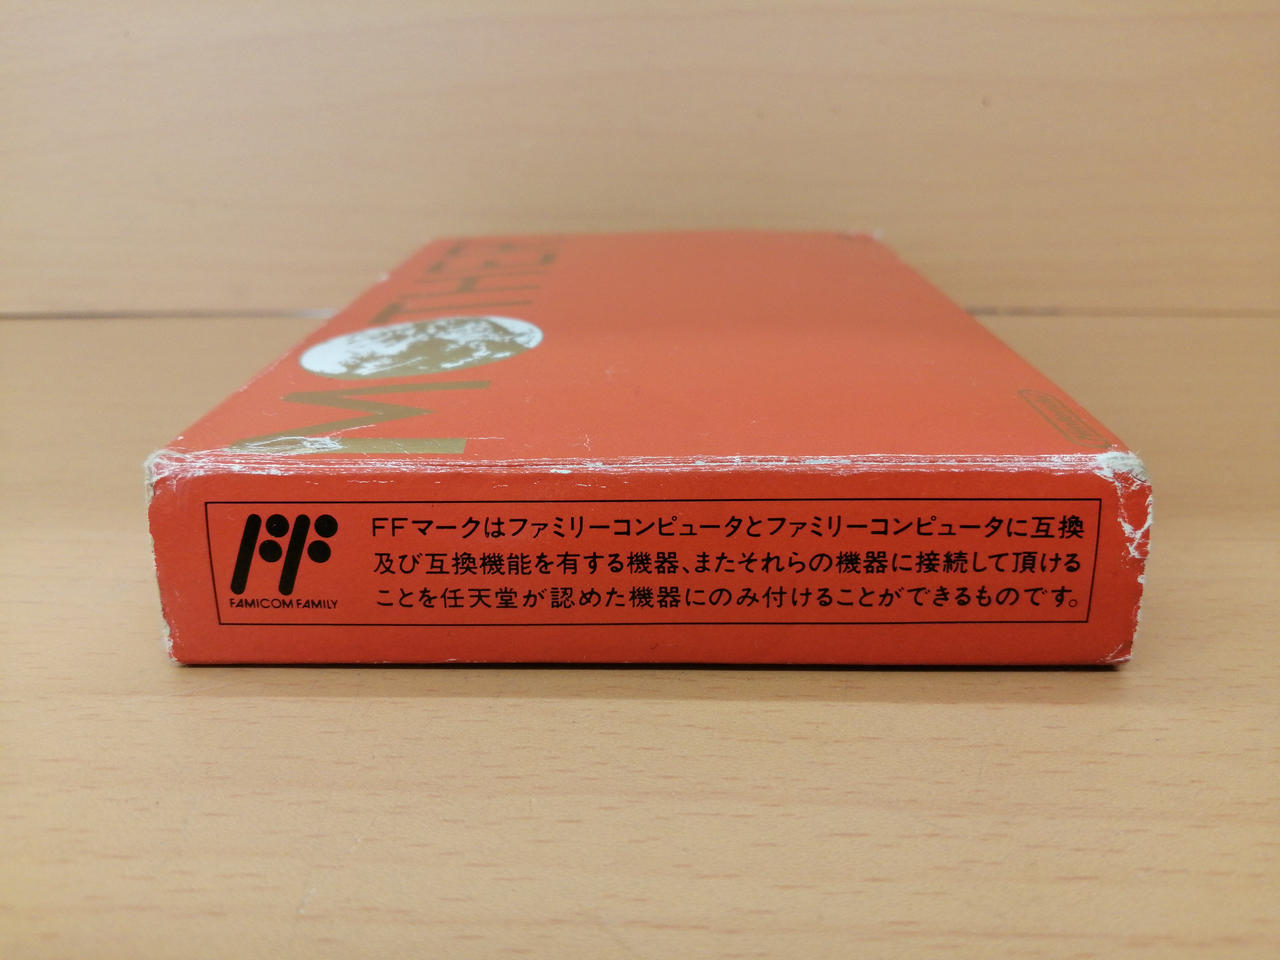 MOTHER
Nintendo
FFマークはファミリーコンピュータとファミリーコンピュータに互換
及び互換機能を有する機器、またそれらの機器に接続して頂ける
ことを任天堂が認めた機器にのみ付けることができるものです。
FF
FAMICOM FAMILY